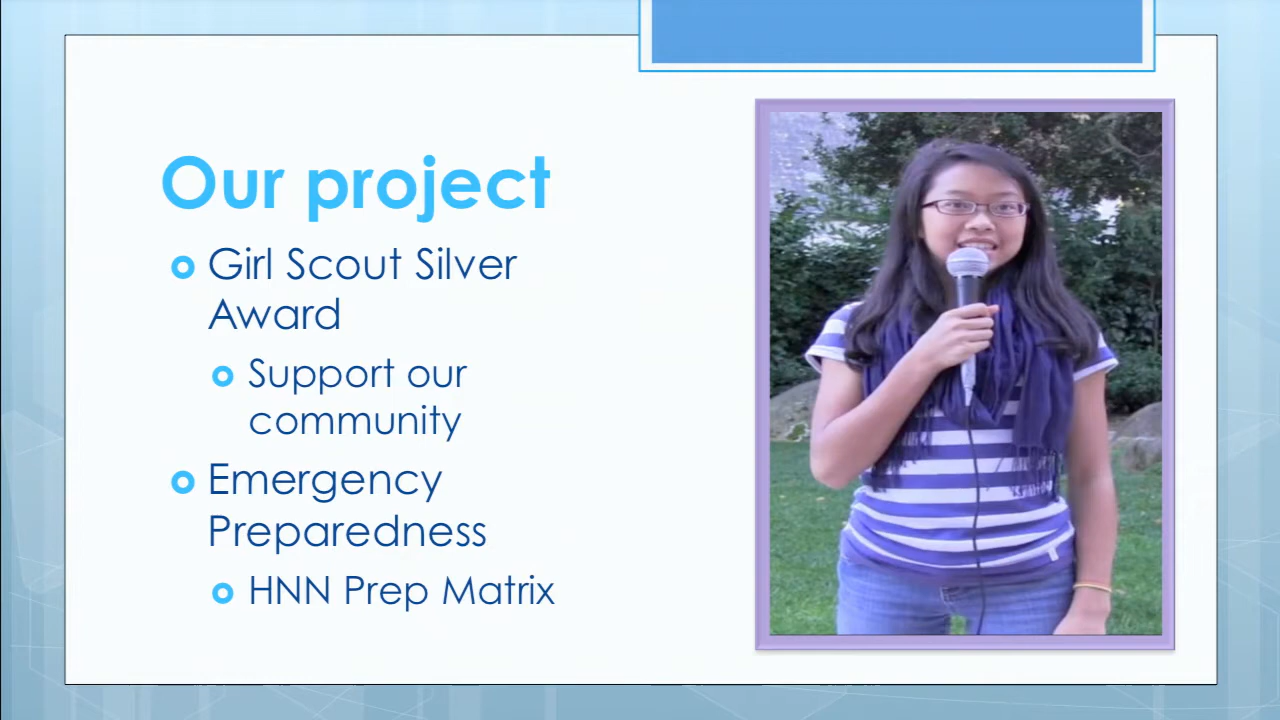 Our project
Girl Scout Silver
Award
Support our
community
Emergency
Preparedness
HNN Prep Matrix